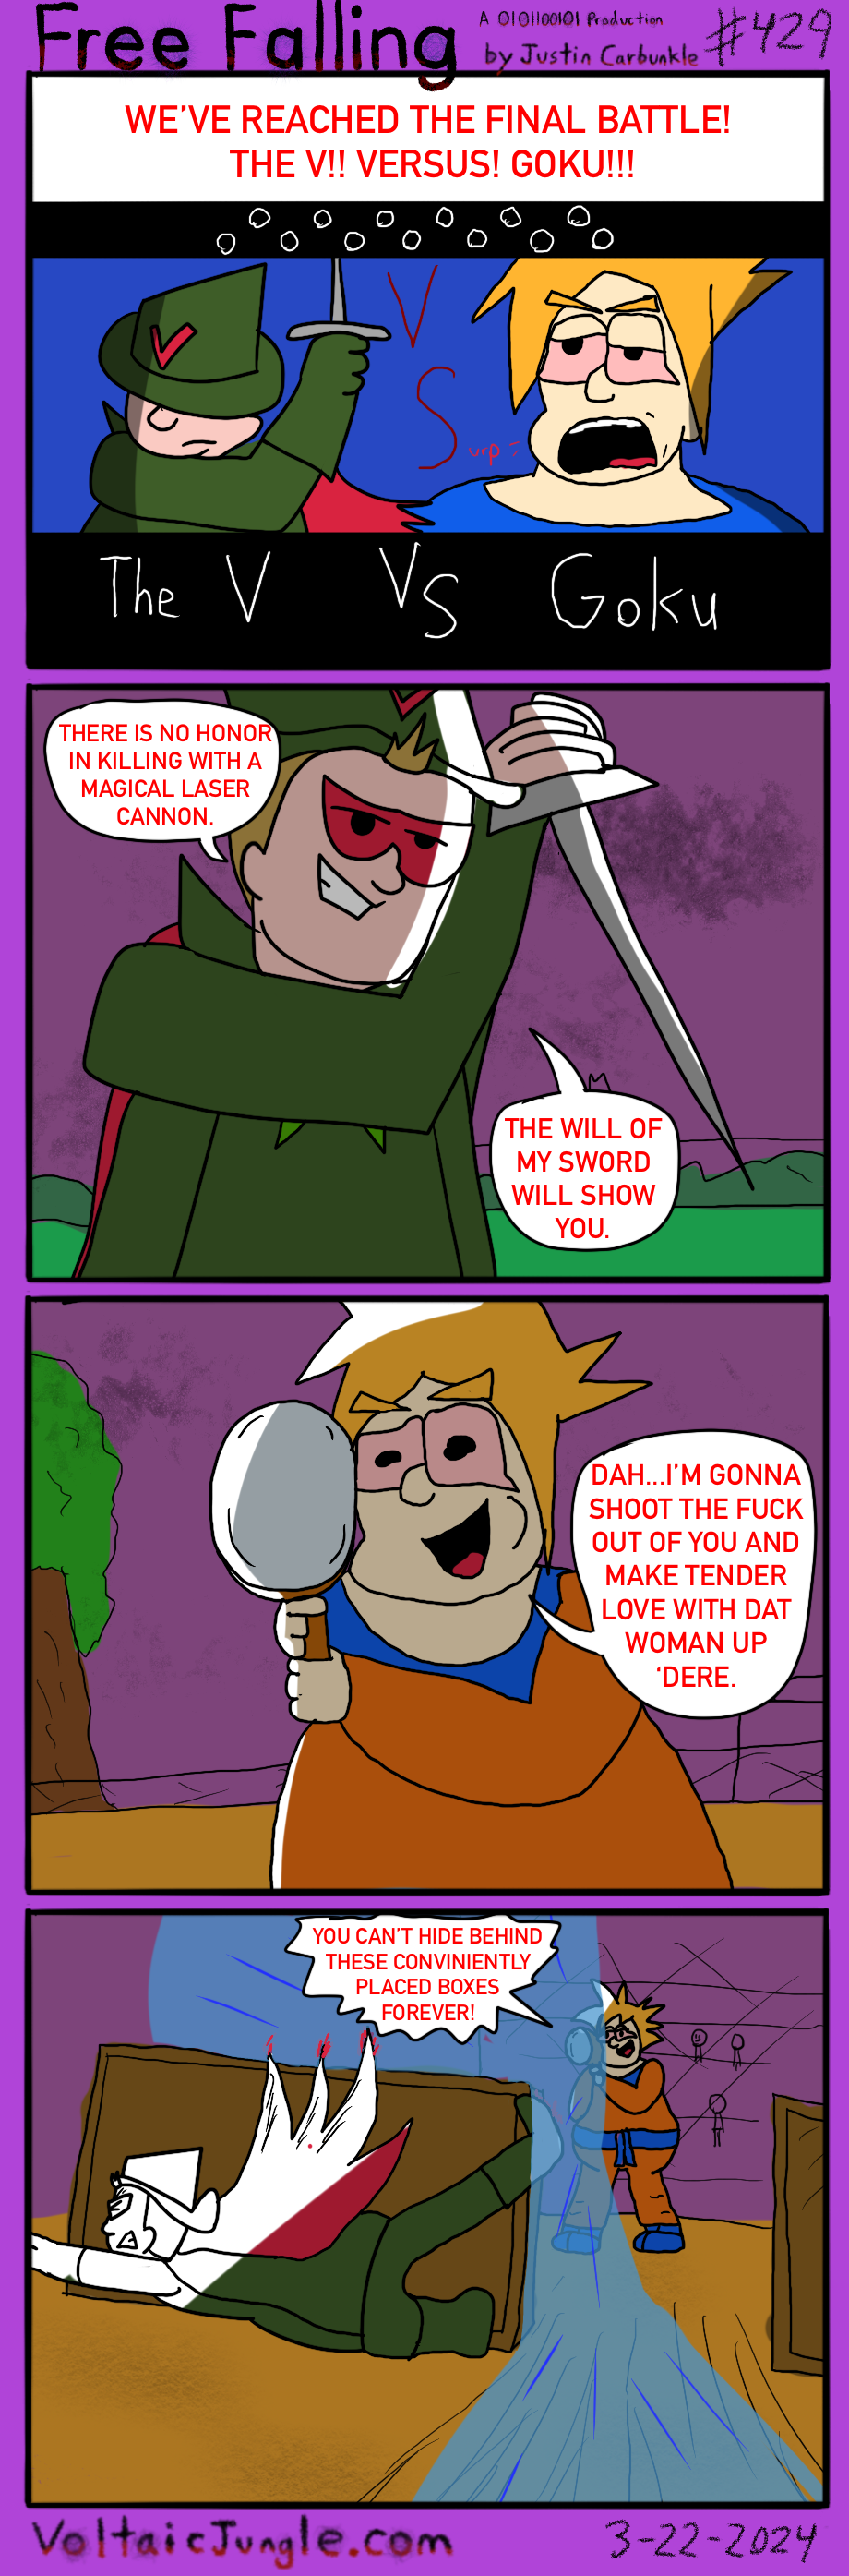 Free Falling
A 0101100101 Production
by Justin Carbunkle
#429
WE'VE REACHED THE FINAL BATTLE!
THE V!! VERSUS! GOKU!!!
V
S
urp
The V VS Goku
THERE IS NO HONOR
IN KILLING WITH A
MAGICAL LASER
CANNON.
THE WILL OF
MY SWORD
WILL SHOW
YOU.
DAH...I'M GONNA
SHOOT THE FUCK
OUT OF YOU AND
MAKE TENDER
LOVE WITH DAT
WOMAN UP
'DERE.
YOU CAN'T HIDE BEHIND
THESE CONVINIENTLY
PLACED BOXES
FOREVER!
VoltaicJungle.com
3-22-2024